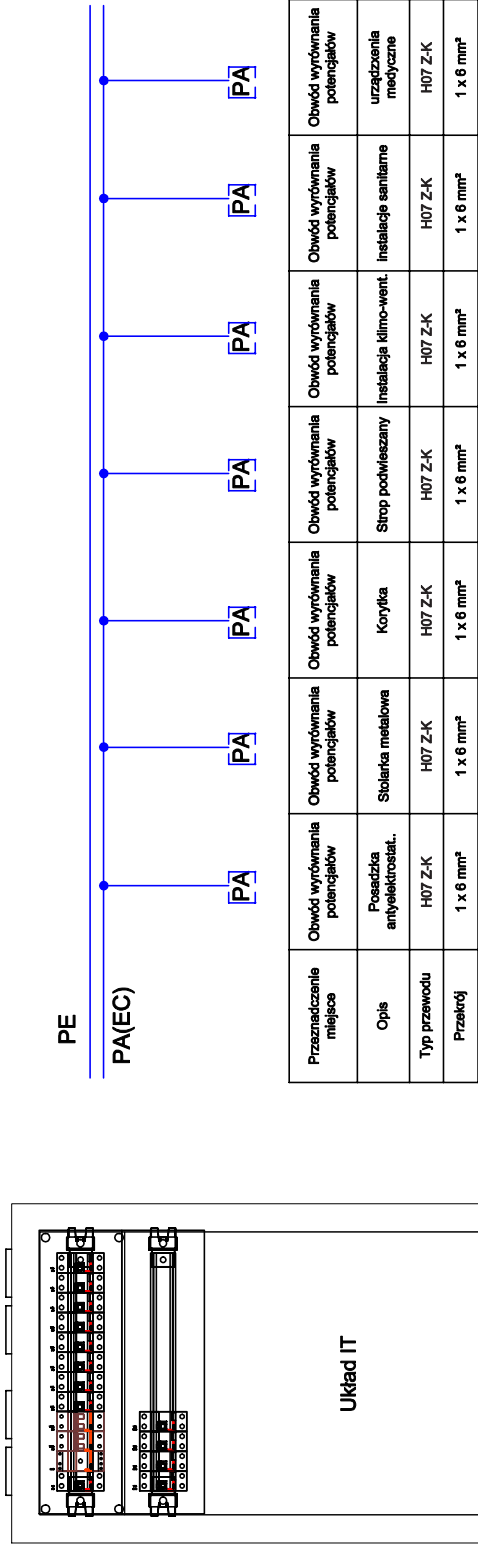 PE
PA(EC)
PA
PA
PA
PA
PA
PA
PA
Przeznadczenie
miejsce
Obwód wyrównania
potencjałów
Obwód wyrównania
potencjałów
Obwód wyrównania
potencjałów
Obwód wyrównania
potencjałów
Obwód wyrównania
potencjałów
Obwód wyrównania
potencjałów
Obwód wyrównania
potencjałów
Opis
Posadzka
antyelektrostat..
Stolarka metalowa
Korytka
Strop podwieszany
Instalacja klimo-went.
instalacje sanitarne
urządzxenia
medyczne
Typ przewodu
H07 Z-K
H07 Z-K
H07 Z-K
H07 Z-K
H07 Z-K
H07 Z-K
H07 Z-K
Przekrój
1 x 6 mm²
1 x 6 mm²
1 x 6 mm²
1 x 6 mm²
1 x 6 mm²
1 x 6 mm²
1 x 6 mm²
Układ IT